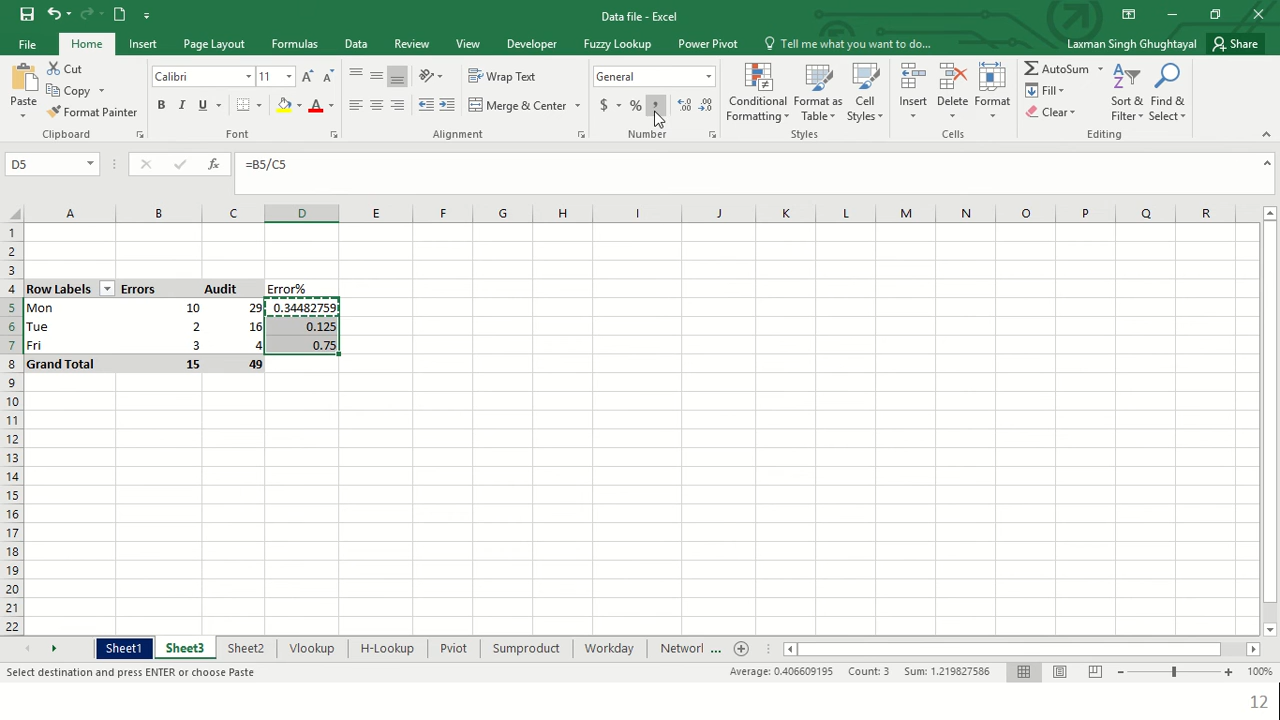 Data file - Excel
File Home Insert Page Layout Formulas Data Review View Developer Fuzzy Lookup Power Pivot Tell me what you want to do... Laxman Singh Ghughtayal Share
Paste
Cut
Copy
Format Painter
Clipboard
Calibri 11
B I U
Font
Wrap Text
Merge & Center
Alignment
General
$ % ,
Number
Conditional Formatting
Format as Table
Cell Styles
Styles
Insert
Delete
Format
Cells
AutoSum
Fill
Clear
Sort & Filter
Find & Select
Editing
D5 fx =B5/C5
A B C D E F G H I J K L M N O P Q R
1
2
3
4 Row Labels Errors Audit Error%
5 Mon 10 29 0.34482759
6 Tue 2 16 0.125
7 Fri 3 4 0.75
8 Grand Total 15 49
9
10
11
12
13
14
15
16
17
18
19
20
21
22
Sheet1 Sheet3 Sheet2 Vlookup H-Lookup Pviot Sumproduct Workday Networl ...
Select destination and press ENTER or choose Paste Average: 0.406609195 Count: 3 Sum: 1.219827586 100%
12